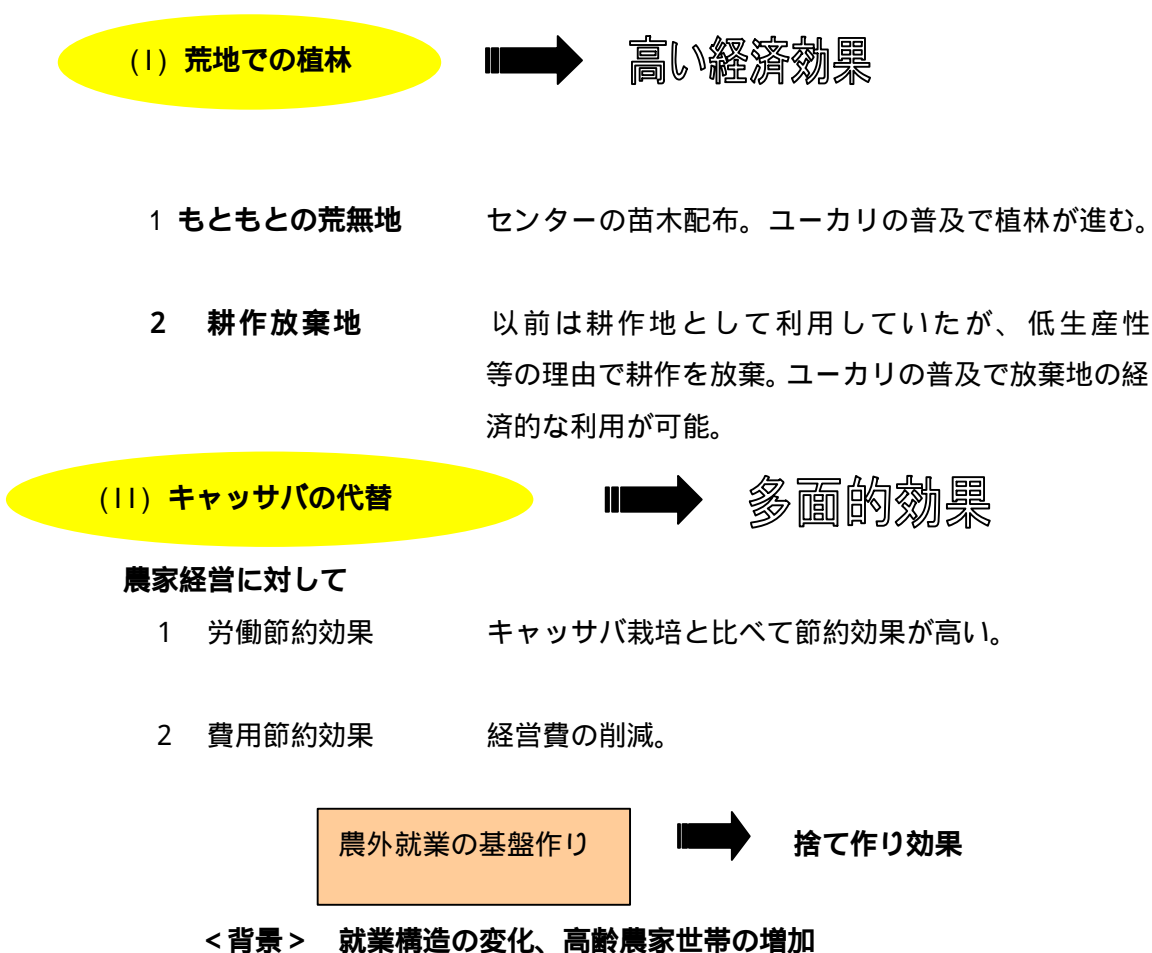 (I) 荒地での植林 高い経済効果
1 もともとの荒無地 センターの苗木配布。ユーカリの普及で植林が進む。
2 耕作放棄地 以前は耕作地として利用していたが、低生産性
等の理由で耕作を放棄。ユーカリの普及で放棄地の経
済的な利用が可能。
(II) キャッサバの代替 多面的効果
農家経営に対して
1 労働節約効果 キャッサバ栽培と比べて節約効果が高い。
2 費用節約効果 経営費の削減。
農外就業の基盤作り 捨て作り効果
<背景> 就業構造の変化、高齢農家世帯の増加